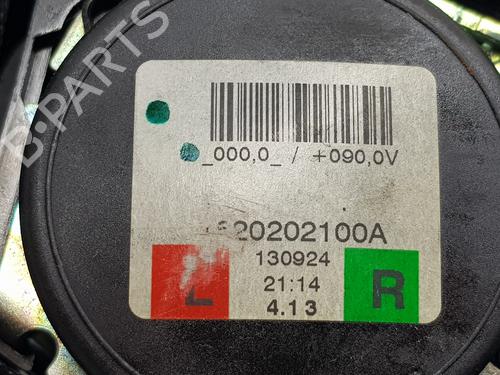 B-PARTS
_000,0_ / +090,0V
20202100A
130924
L R
21:14
4.13